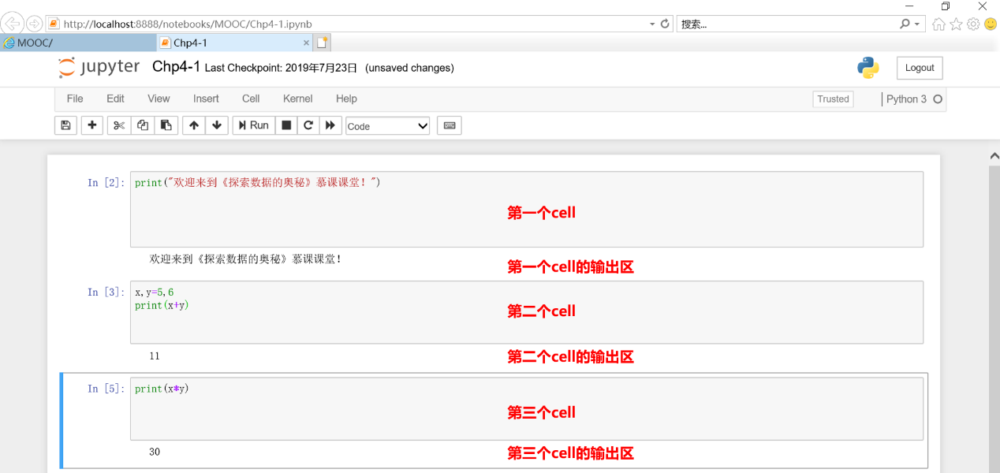 http://localhost:8888/notebooks/MOOC/Chp4-1.ipynb
搜索...
MOOC/
Chp4-1
jupyter Chp4-1 Last Checkpoint: 2019年7月23日 (unsaved changes)
Logout
File Edit View Insert Cell Kernel Help
Trusted
Python 3
Run
Code
In [2]: print("欢迎来到《探索数据的奥秘》慕课课堂！")
第一个cell
欢迎来到《探索数据的奥秘》慕课课堂！
第一个cell的输出区
In [3]: x,y=5,6
print(x+y)
第二个cell
11
第二个cell的输出区
In [5]: print(x*y)
第三个cell
30
第三个cell的输出区